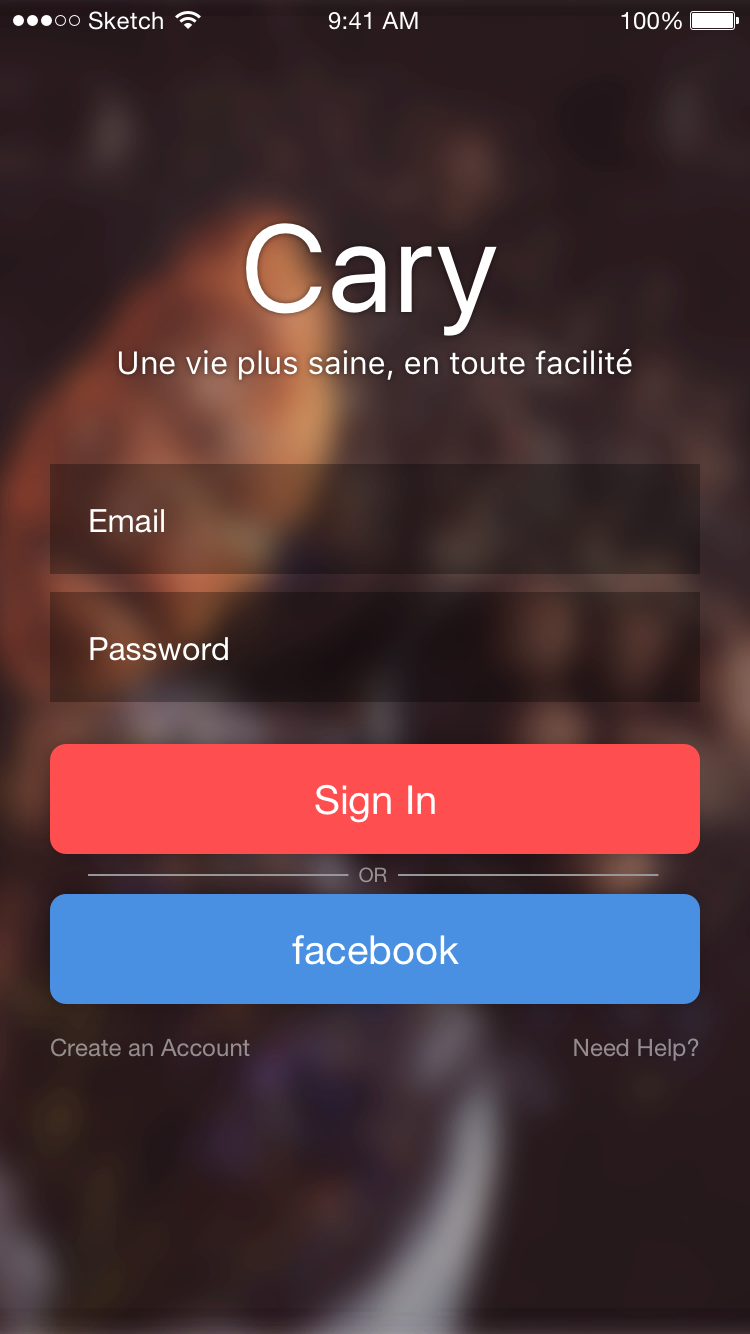 Sketch 9:41 AM 100%
Cary
Une vie plus saine, en toute facilité
Email
Password
Sign In
OR
facebook
Create an Account Need Help?